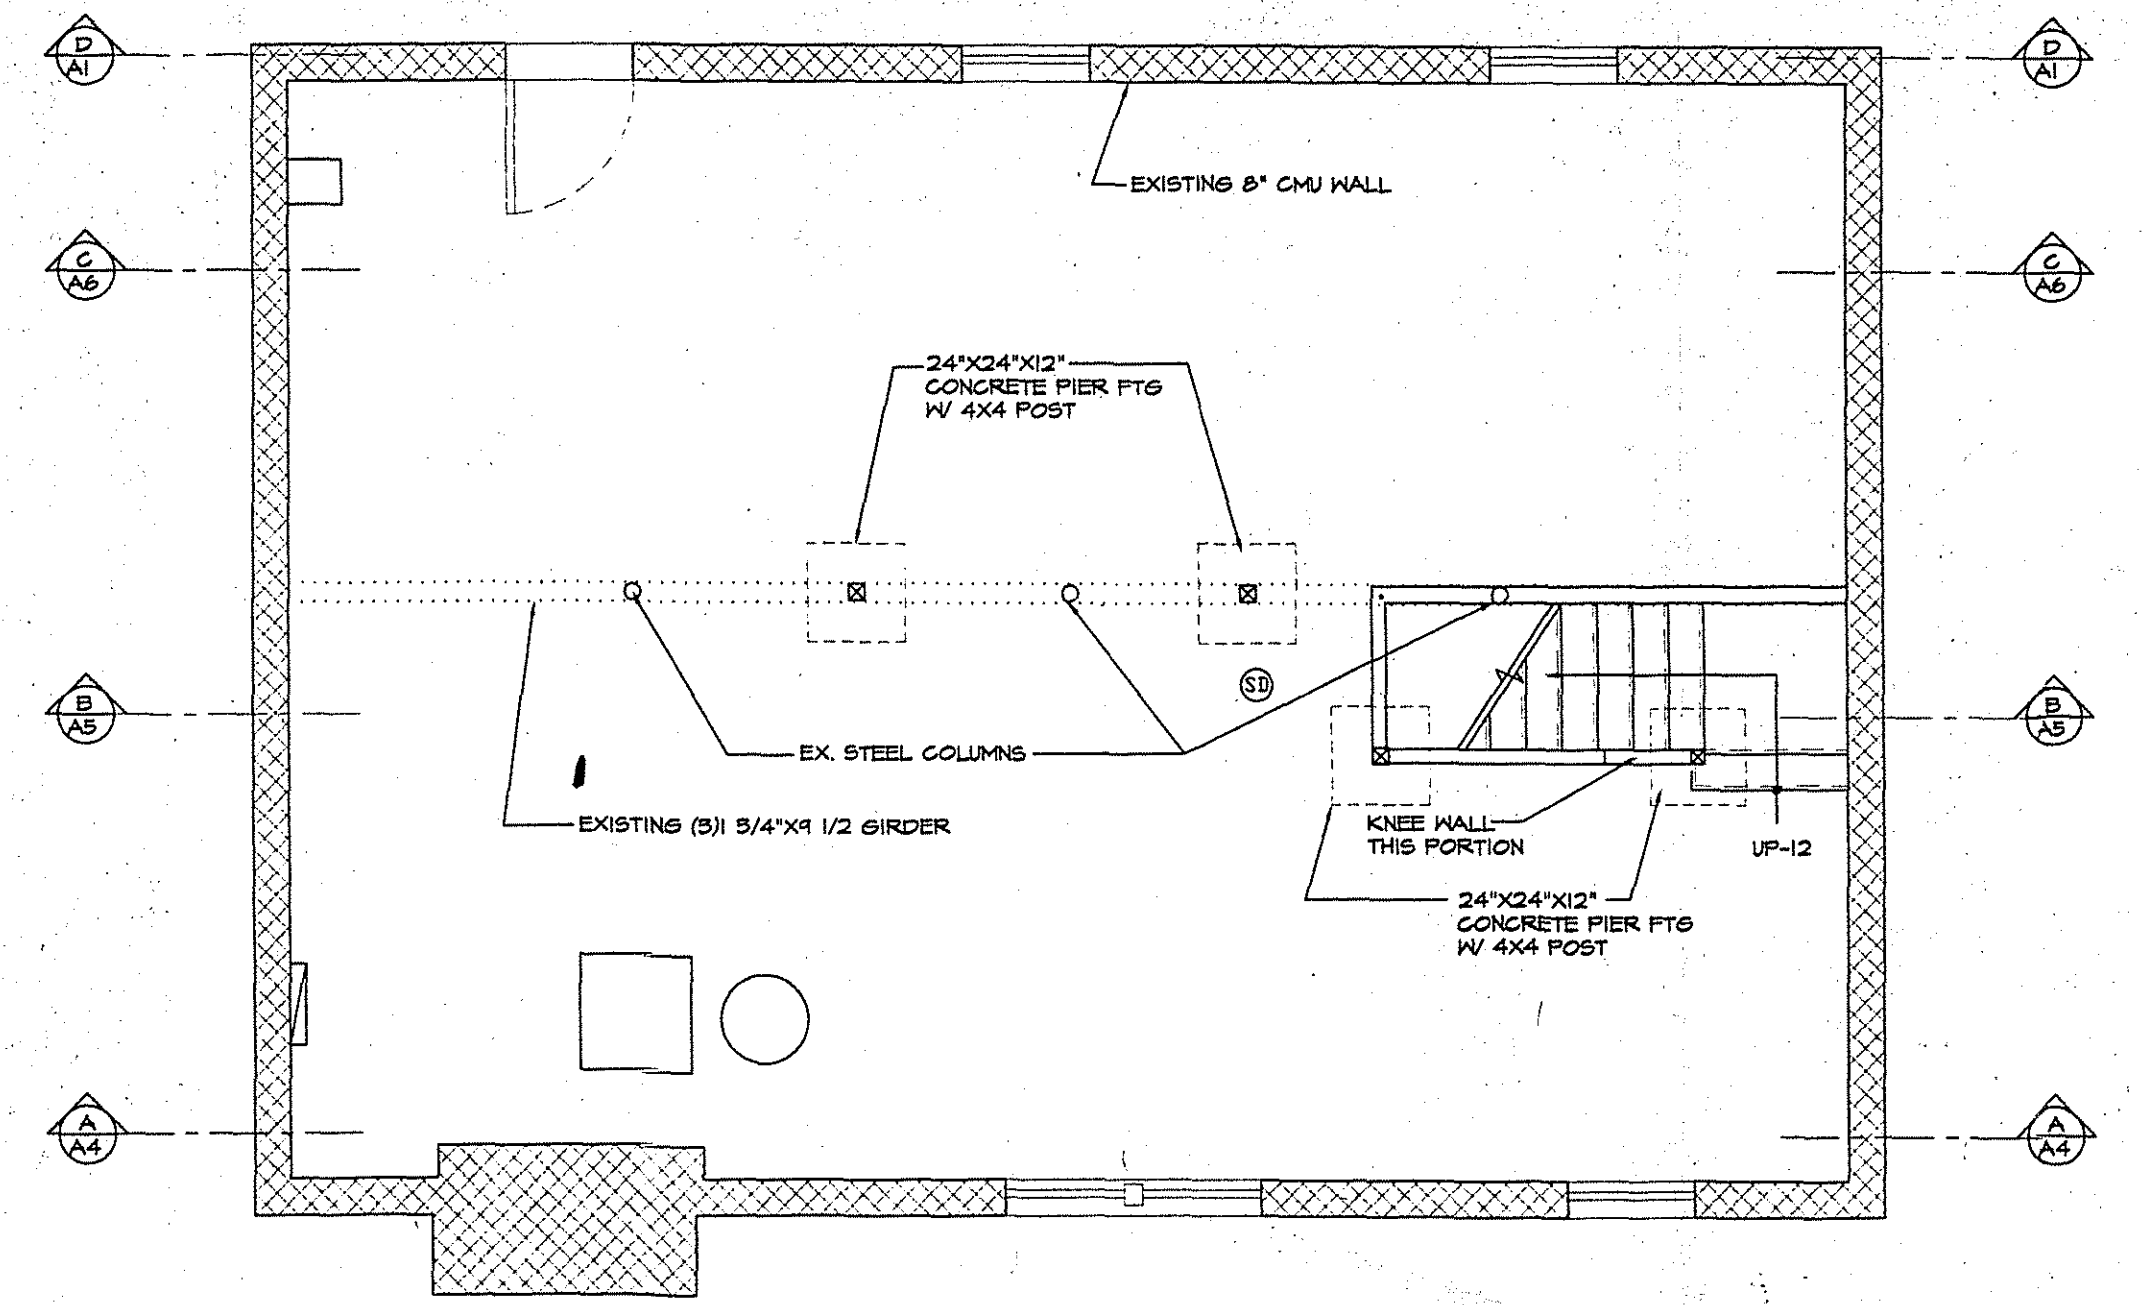 D
A1
D
A1
EXISTING 8" CMU WALL
C
A6
C
A6
24"X24"X12"
CONCRETE PIER FTG
W/ 4X4 POST
SD
B
A5
B
A5
EX. STEEL COLUMNS
EXISTING (3)1 3/4"X9 1/2 GIRDER
KNEE WALL
THIS PORTION
UP-12
24"X24"X12"
CONCRETE PIER FTG
W/ 4X4 POST
A
A4
A
A4